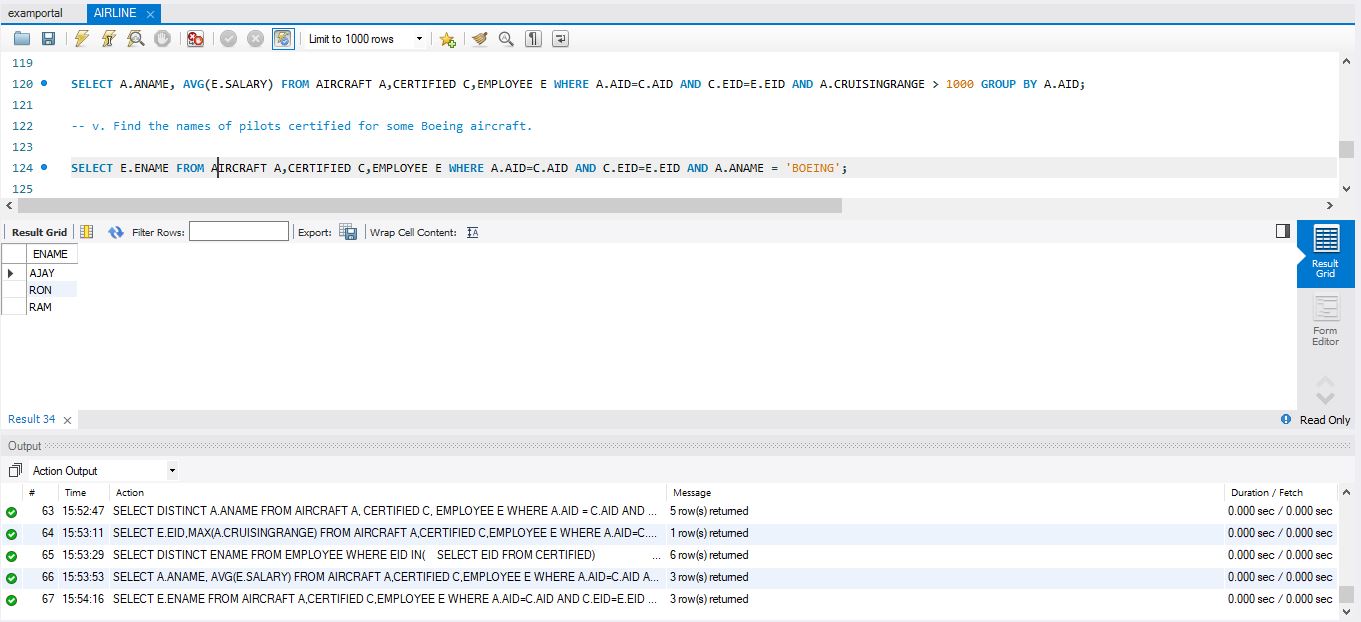 examportal AIRLINE ×
Limit to 1000 rows
119
120 SELECT A.ANAME, AVG(E.SALARY) FROM AIRCRAFT A,CERTIFIED C,EMPLOYEE E WHERE A.AID=C.AID AND C.EID=E.EID AND A.CRUISINGRANGE > 1000 GROUP BY A.AID;
121
122 -- v. Find the names of pilots certified for some Boeing aircraft.
123
124 SELECT E.ENAME FROM AIRCRAFT A,CERTIFIED C,EMPLOYEE E WHERE A.AID=C.AID AND C.EID=E.EID AND A.ANAME = 'BOEING';
125
Result Grid Filter Rows: Export: Wrap Cell Content: IA
ENAME
AJAY
RON
RAM
Result
Grid
Form
Editor
Result 34 × Read Only
Output
Action Output
# Time Action Message Duration / Fetch
63 15:52:47 SELECT DISTINCT A.ANAME FROM AIRCRAFT A, CERTIFIED C, EMPLOYEE E WHERE A.AID = C.AID AND ... 5 row(s) returned 0.000 sec / 0.000 sec
64 15:53:11 SELECT E.EID,MAX(A.CRUISINGRANGE) FROM AIRCRAFT A,CERTIFIED C,EMPLOYEE E WHERE A.AID=C.... 1 row(s) returned 0.000 sec / 0.000 sec
65 15:53:29 SELECT DISTINCT ENAME FROM EMPLOYEE WHERE EID IN( SELECT EID FROM CERTIFIED) ... 6 row(s) returned 0.000 sec / 0.000 sec
66 15:53:53 SELECT A.ANAME, AVG(E.SALARY) FROM AIRCRAFT A,CERTIFIED C,EMPLOYEE E WHERE A.AID=C.AID A... 3 row(s) returned 0.000 sec / 0.000 sec
67 15:54:16 SELECT E.ENAME FROM AIRCRAFT A,CERTIFIED C,EMPLOYEE E WHERE A.AID=C.AID AND C.EID=E.EID ... 3 row(s) returned 0.000 sec / 0.000 sec